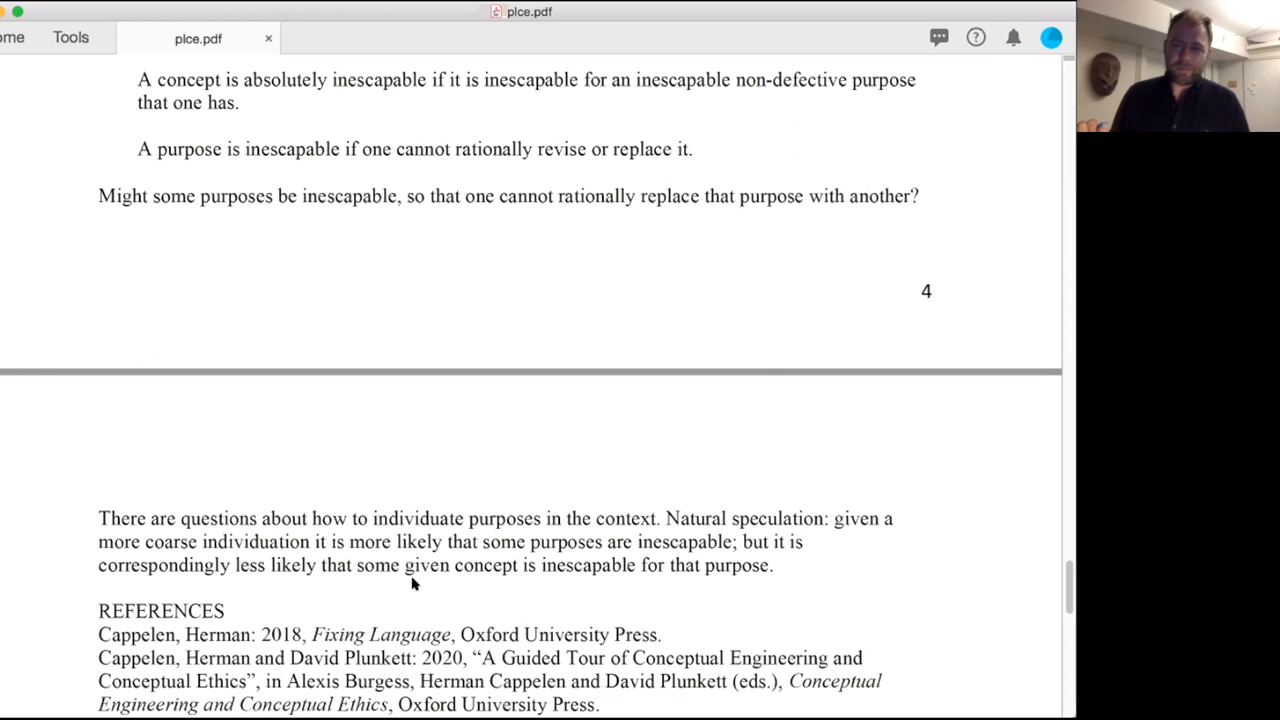 plce.pdf
ome
Tools
plce.pdf
×
?
A concept is absolutely inescapable if it is inescapable for an inescapable non-defective purpose
that one has.
A purpose is inescapable if one cannot rationally revise or replace it.
Might some purposes be inescapable, so that one cannot rationally replace that purpose with another?
4
There are questions about how to individuate purposes in the context. Natural speculation: given a
more coarse individuation it is more likely that some purposes are inescapable; but it is
correspondingly less likely that some given concept is inescapable for that purpose.
REFERENCES
Cappelen, Herman: 2018, Fixing Language, Oxford University Press.
Cappelen, Herman and David Plunkett: 2020, “A Guided Tour of Conceptual Engineering and
Conceptual Ethics”, in Alexis Burgess, Herman Cappelen and David Plunkett (eds.), Conceptual
Engineering and Conceptual Ethics, Oxford University Press.